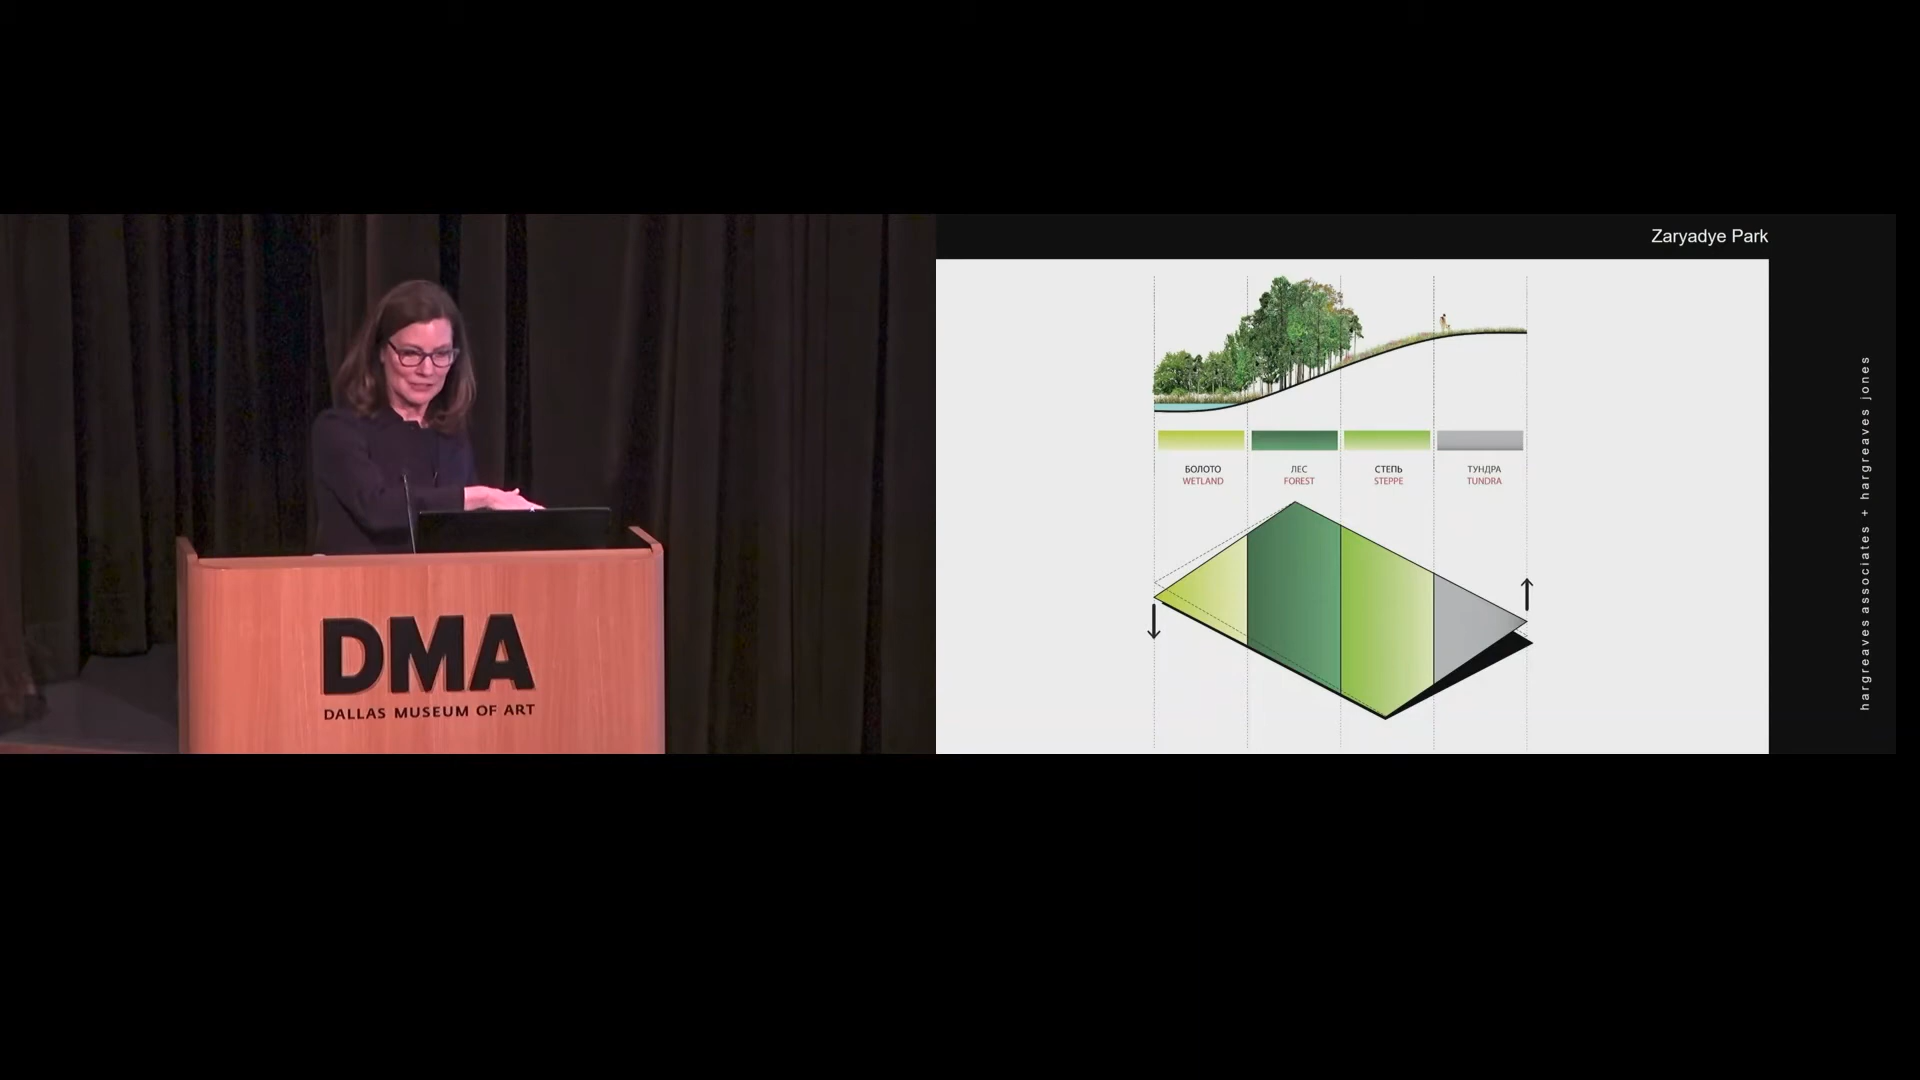 DMA
DALLAS MUSEUM OF ART
Zaryadye Park
БОЛОТО
WETLAND
ЛЕС
FOREST
СТЕПЬ
STEPPE
ТУНДРА
TUNDRA
hargreaves associates + hargreaves jones